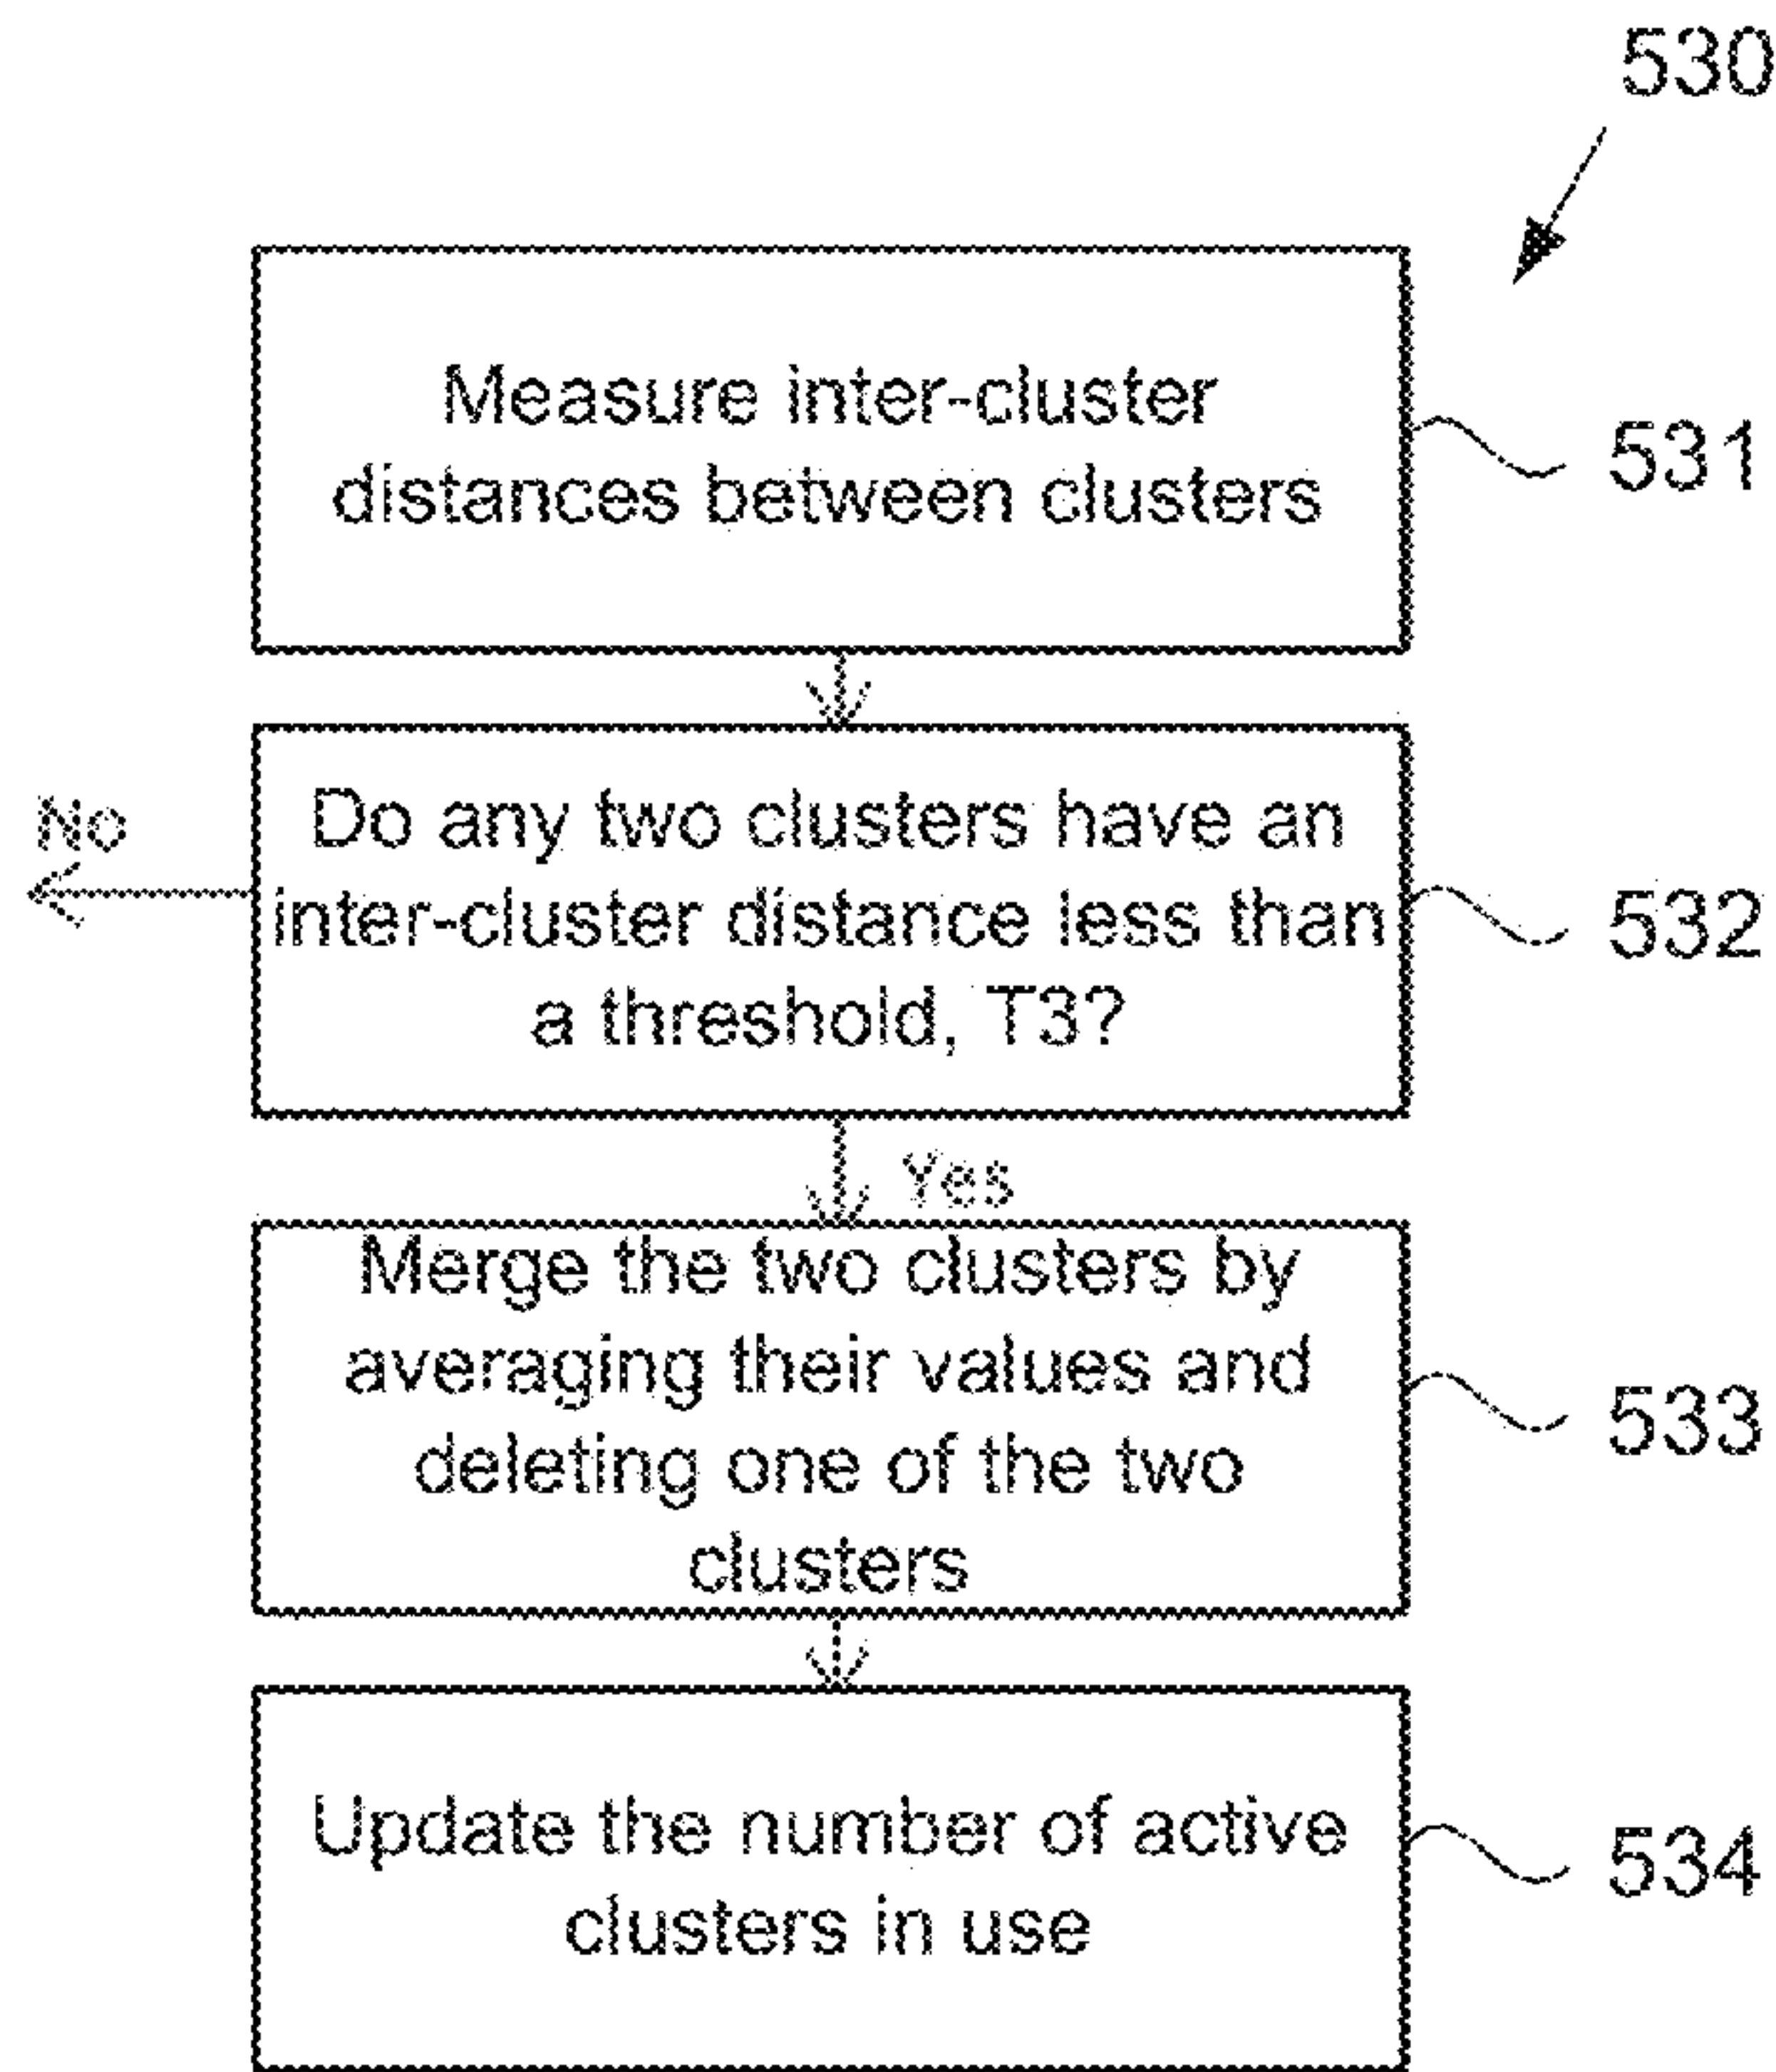 530
Measure inter-cluster
distances between clusters
531
No
Do any two clusters have an
inter-cluster distance less than
a threshold, T3?
532
Yes
Merge the two clusters by
averaging their values and
deleting one of the two
clusters
533
Update the number of active
clusters in use
534